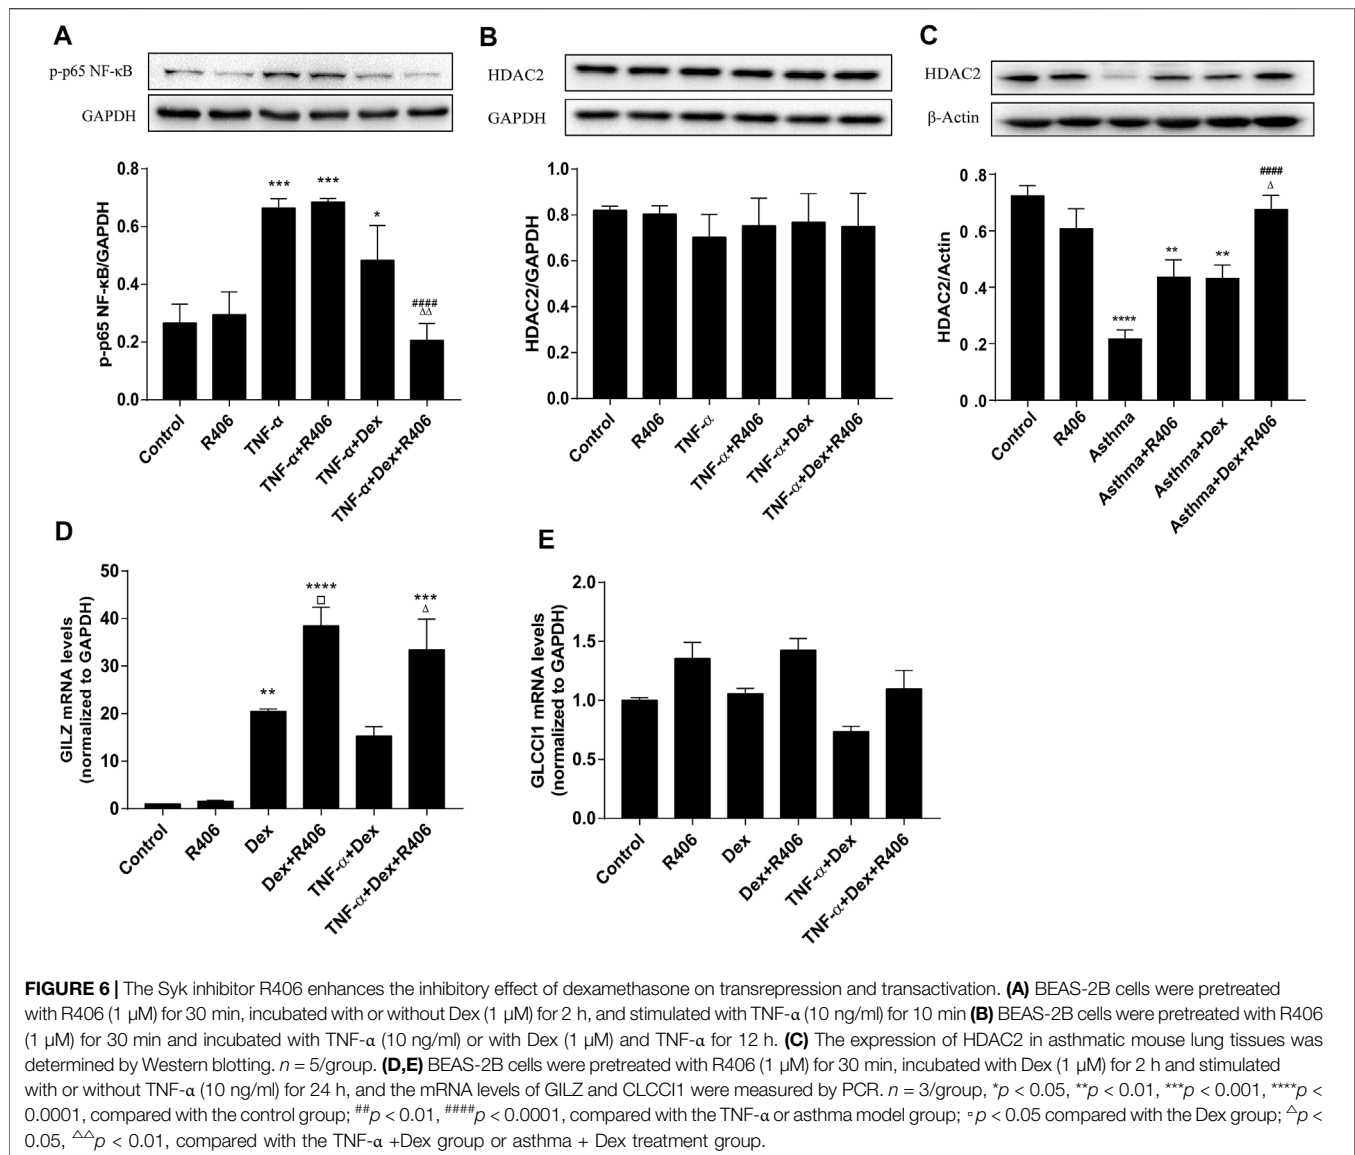 A
p-p65 NF-κB
GAPDH
p-p65 NF-κB/GAPDH
0.8
0.6
0.4
0.2
0.0
***
***
*
####
ΔΔ
Control
R406
TNF-α
TNF-α+R406
TNF-α+Dex
TNF-α+Dex+R406
B
HDAC2
GAPDH
HDAC2/GAPDH
1.0
0.8
0.6
0.4
0.2
0.0
Control
R406
TNF-α
TNF-α+R406
TNF-α+Dex
TNF-α+Dex+R406
C
HDAC2
β-Actin
HDAC2/Actin
0 .8
0 .6
0 .4
0 .2
0 .0
****
**
**
####
Δ
Control
R406
Asthma
Asthma+R406
Asthma+Dex
Asthma+Dex+R406
D
GILZ mRNA levels
(normalized to GAPDH)
50
40
30
20
10
0
**
****
□
***
Δ
Control
R406
Dex
Dex+R406
TNF-α+Dex
TNF-α+Dex+R406
E
GLCCI1 mRNA levels
(normalized to GAPDH)
2.0
1.5
1.0
0.5
0.0
Control
R406
Dex
Dex+R406
TNF-α+Dex
TNF-α+Dex+R406
FIGURE 6 | The Syk inhibitor R406 enhances the inhibitory effect of dexamethasone on transrepression and transactivation. (A) BEAS-2B cells were pretreated
with R406 (1 μM) for 30 min, incubated with or without Dex (1 μM) for 2 h, and stimulated with TNF-α (10 ng/ml) for 10 min (B) BEAS-2B cells were pretreated with R406
(1 μM) for 30 min and incubated with TNF-α (10 ng/ml) or with Dex (1 μM) and TNF-α for 12 h. (C) The expression of HDAC2 in asthmatic mouse lung tissues was
determined by Western blotting. n = 5/group. (D,E) BEAS-2B cells were pretreated with R406 (1 μM) for 30 min, incubated with Dex (1 μM) for 2 h and stimulated
with or without TNF-α (10 ng/ml) for 24 h, and the mRNA levels of GILZ and CLCCI1 were measured by PCR. n = 3/group, *p < 0.05, **p < 0.01, ***p < 0.001, ****p <
0.0001, compared with the control group; ##p < 0.01, ####p < 0.0001, compared with the TNF-α or asthma model group; ▫p < 0.05 compared with the Dex group; △p <
0.05, △△p < 0.01, compared with the TNF-α +Dex group or asthma + Dex treatment group.